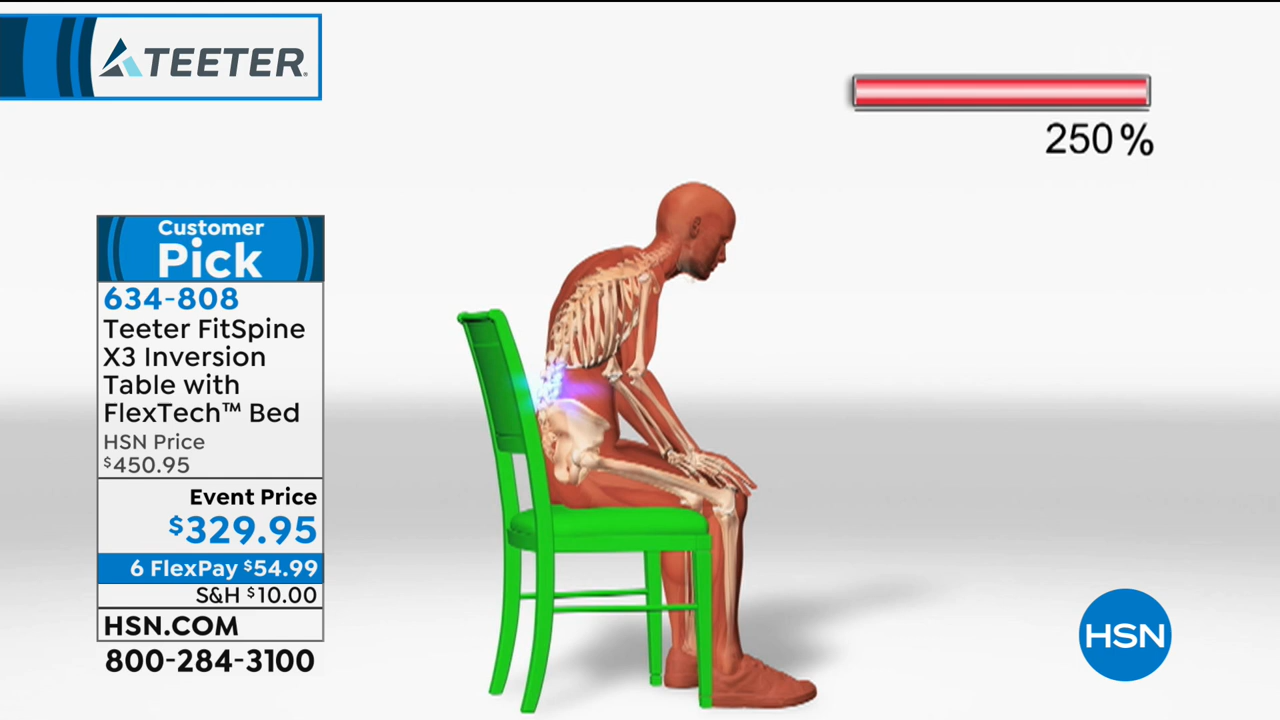 TEETER.
250%
Customer
Pick
634-808
Teeter FitSpine
X3 Inversion
Table with
FlexTech™ Bed
HSN Price
$450.95
Event Price
$329.95
6 FlexPay $54.99
S&H $10.00
HSN.COM
800-284-3100
HSN